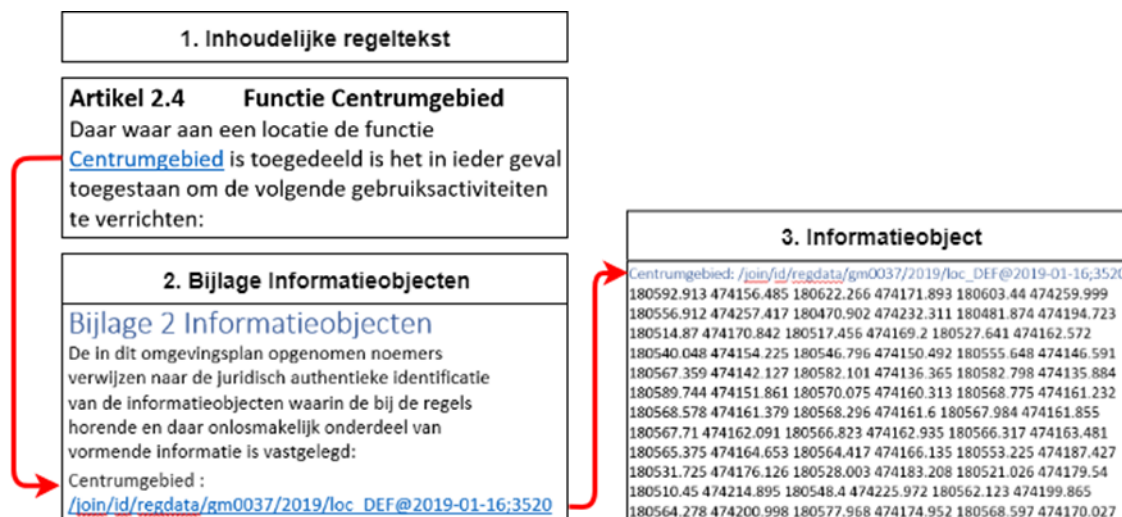 1. Inhoudelijke regeltekst
Artikel 2.4 Functie Centrumgebied
Daar waar aan een locatie de functie
Centrumgebied is toegedeeld is het in ieder geval
toegestaan om de volgende gebruiksactiviteiten
te verrichten:
2. Bijlage Informatieobjecten
Bijlage 2 Informatieobjecten
De in dit omgevingsplan opgenomen noemers
verwijzen naar de juridisch authentieke identificatie
van de informatieobjecten waarin de bij de regels
horende en daar onlosmakelijk onderdeel van
vormende informatie is vastgelegd:
Centrumgebied :
/join/id/regdata/gm0037/2019/loc_DEF@2019-01-16;3520
3. Informatieobject
Centrumgebied: /join/id/regdata/gm0037/2019/loc_DEF@2019-01-16;3520
180592.913 474156.485 180622.266 474171.893 180603.44 474259.999
180556.912 474257.417 180470.902 474232.311 180481.874 474194.723
180514.87 474170.842 180517.456 474169.2 180527.641 474162.572
180540.048 474154.225 180546.796 474150.492 180555.648 474146.591
180567.359 474142.127 180582.101 474136.365 180582.798 474135.884
180589.744 474151.861 180570.075 474160.313 180568.775 474161.232
180568.578 474161.379 180568.296 474161.6 180567.984 474161.855
180567.71 474162.091 180566.823 474162.935 180566.317 474163.481
180565.375 474164.653 180564.417 474166.135 180553.225 474187.427
180531.725 474176.126 180528.003 474183.208 180521.026 474179.54
180510.45 474214.895 180548.4 474225.972 180562.123 474199.865
180564.278 474200.998 180577.968 474174.952 180568.597 474170.027